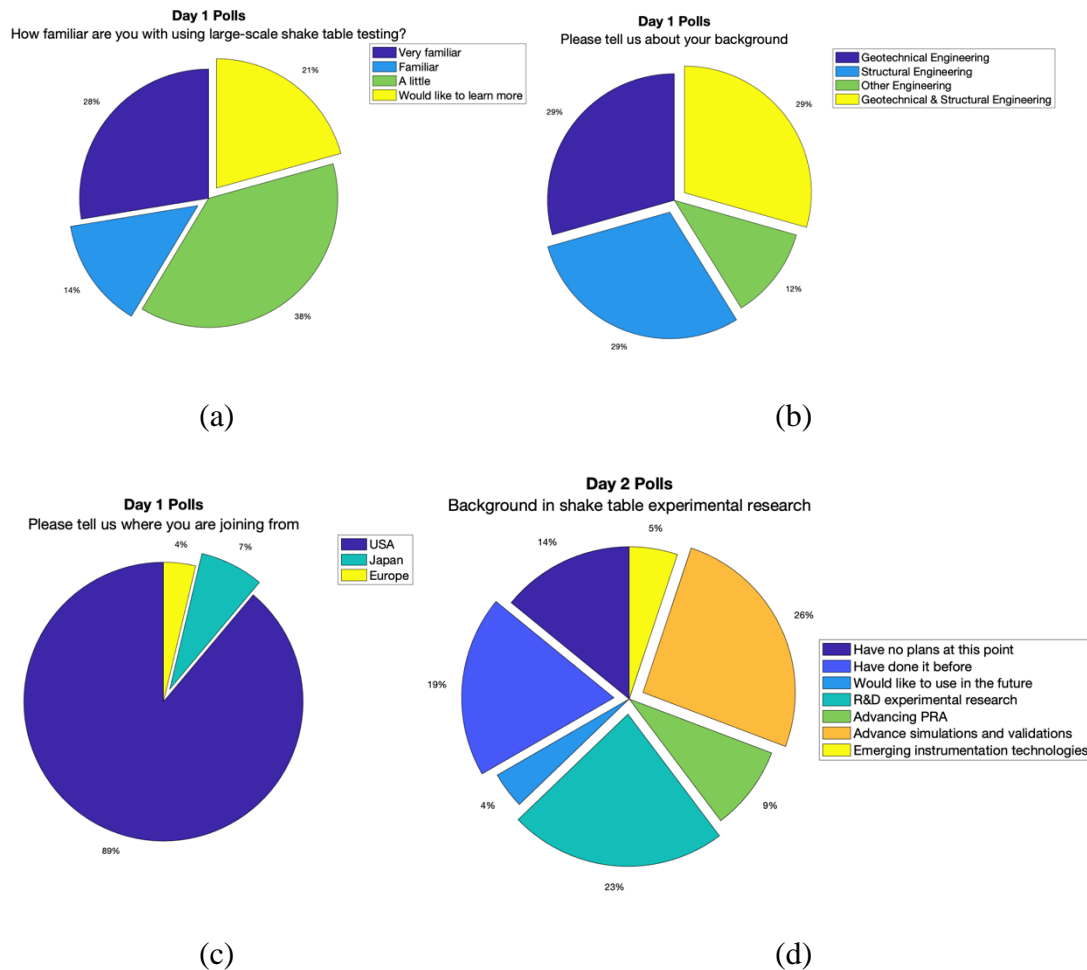 Day 1 Polls
How familiar are you with using large-scale shake table testing?
Very familiar
Familiar
A little
Would like to learn more
21%
28%
14%
38%
(a)
Day 1 Polls
Please tell us about your background
Geotechnical Engineering
Structural Engineering
Other Engineering
Geotechnical & Structural Engineering
29%
29%
12%
29%
(b)
Day 1 Polls
Please tell us where you are joining from
USA
Japan
Europe
4%
7%
89%
(c)
Day 2 Polls
Background in shake table experimental research
5%
14%
26%
19%
4%
9%
23%
Have no plans at this point
Have done it before
Would like to use in the future
R&D experimental research
Advancing PRA
Advance simulations and validations
Emerging instrumentation technologies
(d)